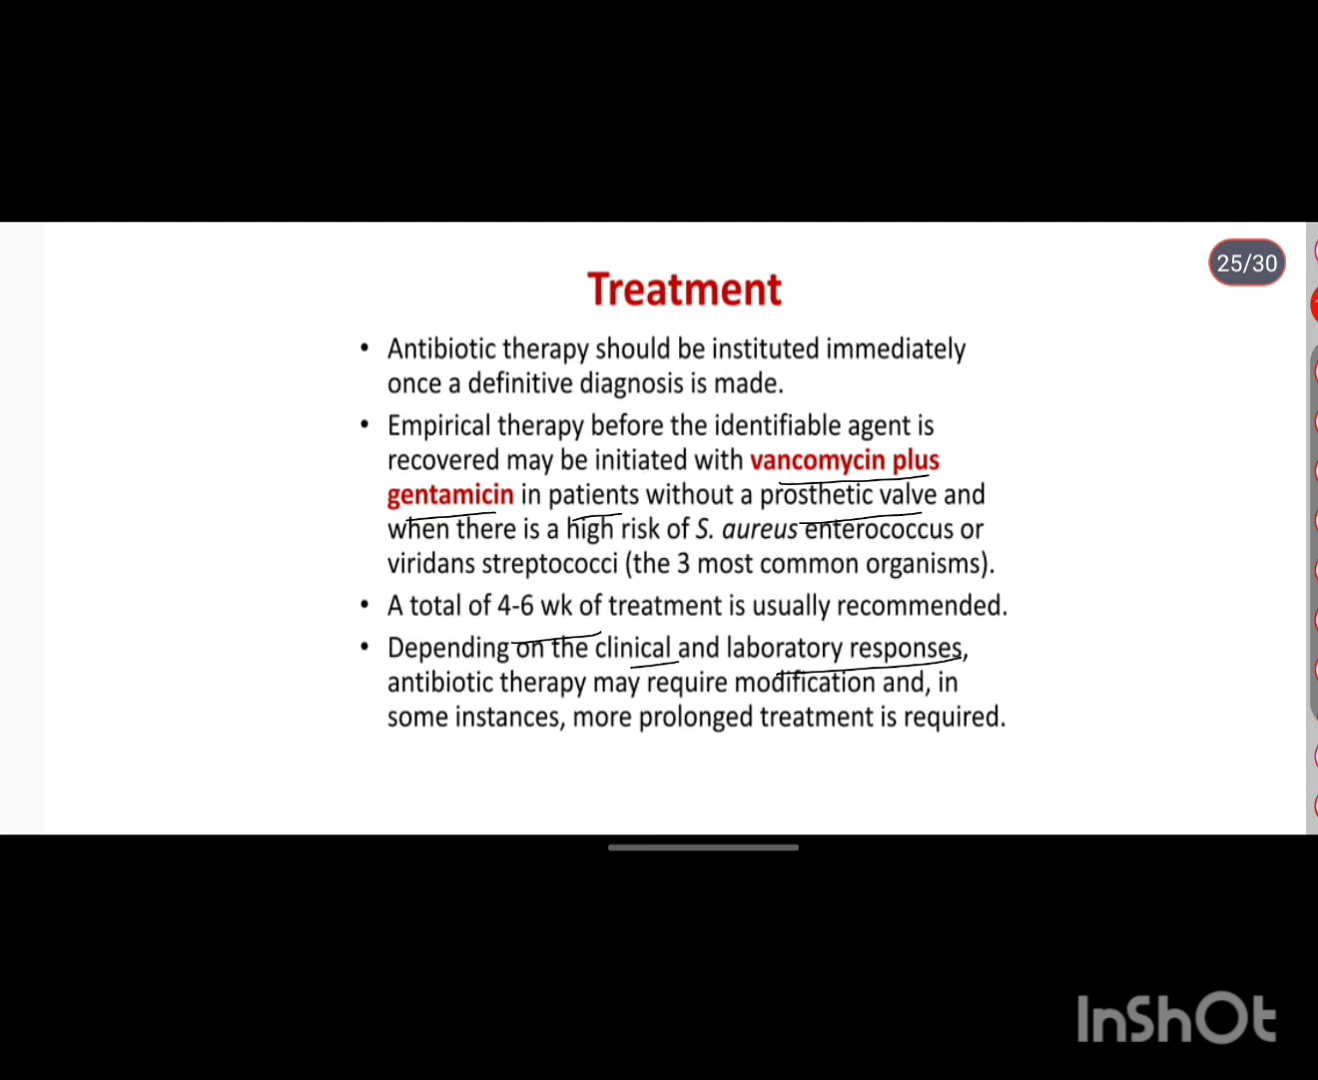 25/30
Treatment
• Antibiotic therapy should be instituted immediately
once a definitive diagnosis is made.
• Empirical therapy before the identifiable agent is
recovered may be initiated with vancomycin plus
gentamicin in patients without a prosthetic valve and
when there is a high risk of S. aureus enterococcus or
viridans streptococci (the 3 most common organisms).
• A total of 4-6 wk of treatment is usually recommended.
• Depending on the clinical and laboratory responses,
antibiotic therapy may require modification and, in
some instances, more prolonged treatment is required.
InShOt